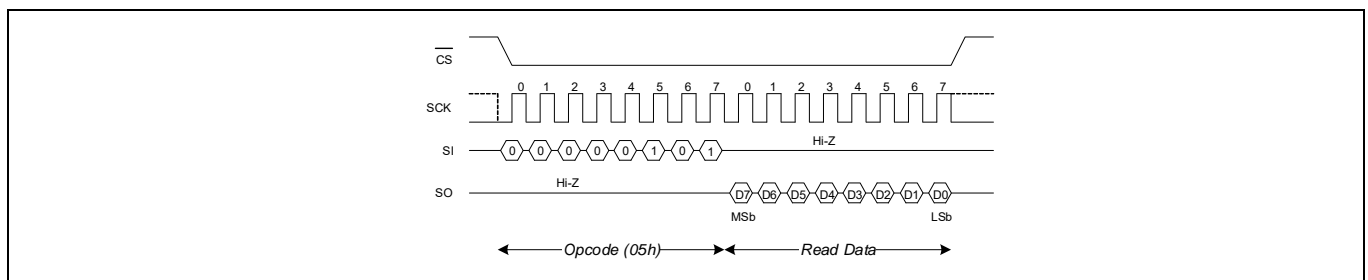 CS
0 1 2 3 4 5 6 7 0 1 2 3 4 5 6 7
SCK
Hi-Z
SI 0 0 0 0 0 1 0 1
Hi-Z
SO D7 D6 D5 D4 D3 D2 D1 D0
MSb LSb
Opcode (05h) Read Data